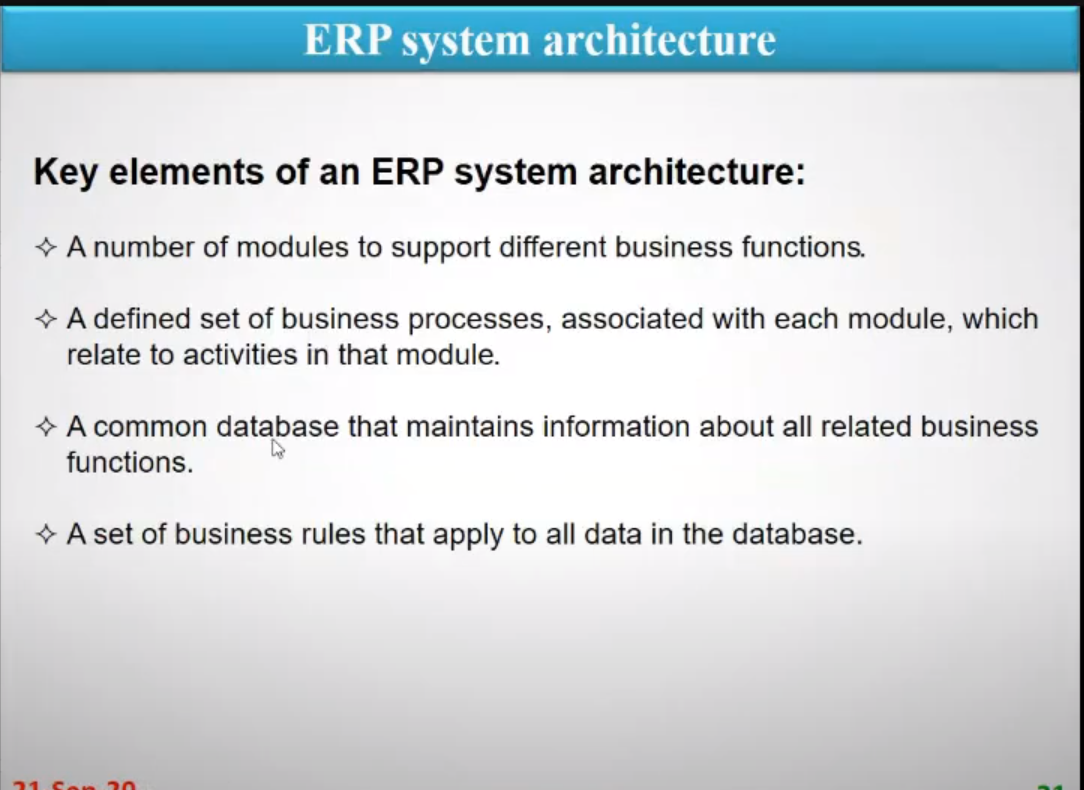 ERP system architecture
Key elements of an ERP system architecture:
✧ A number of modules to support different business functions.
✧ A defined set of business processes, associated with each module, which
relate to activities in that module.
✧ A common database that maintains information about all related business
functions.
✧ A set of business rules that apply to all data in the database.
21-Sep-20
21